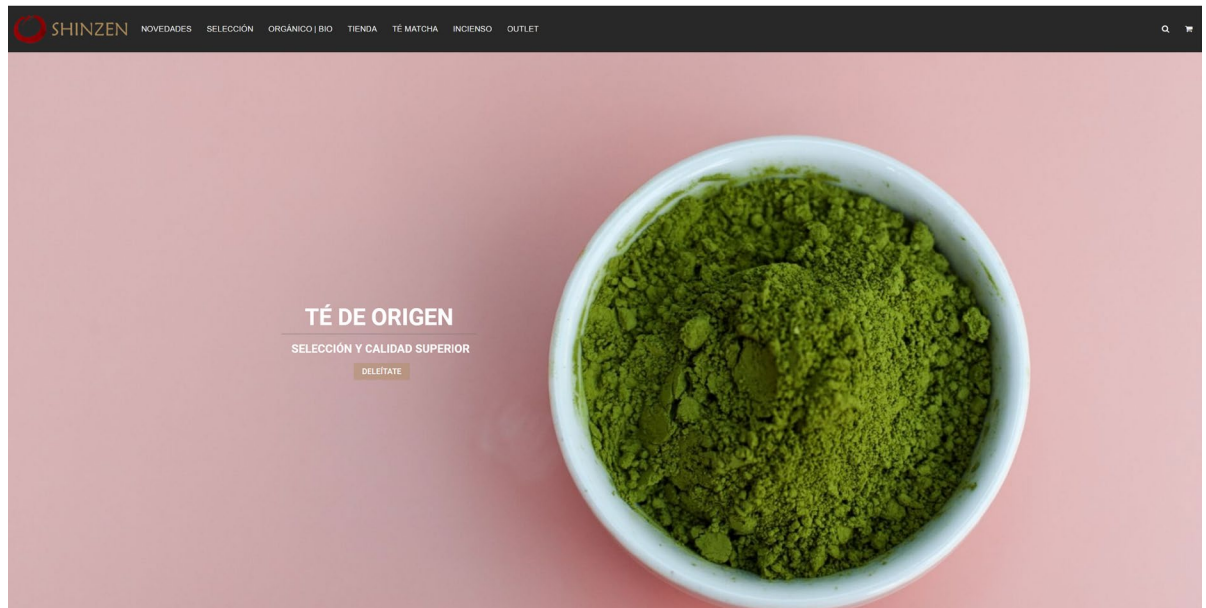 SHINZEN NOVEDADES SELECCIÓN ORGÁNICO | BIO TIENDA TÉ MATCHA INCIENSO OUTLET
TÉ DE ORIGEN
SELECCIÓN Y CALIDAD SUPERIOR
DELEÍTATE